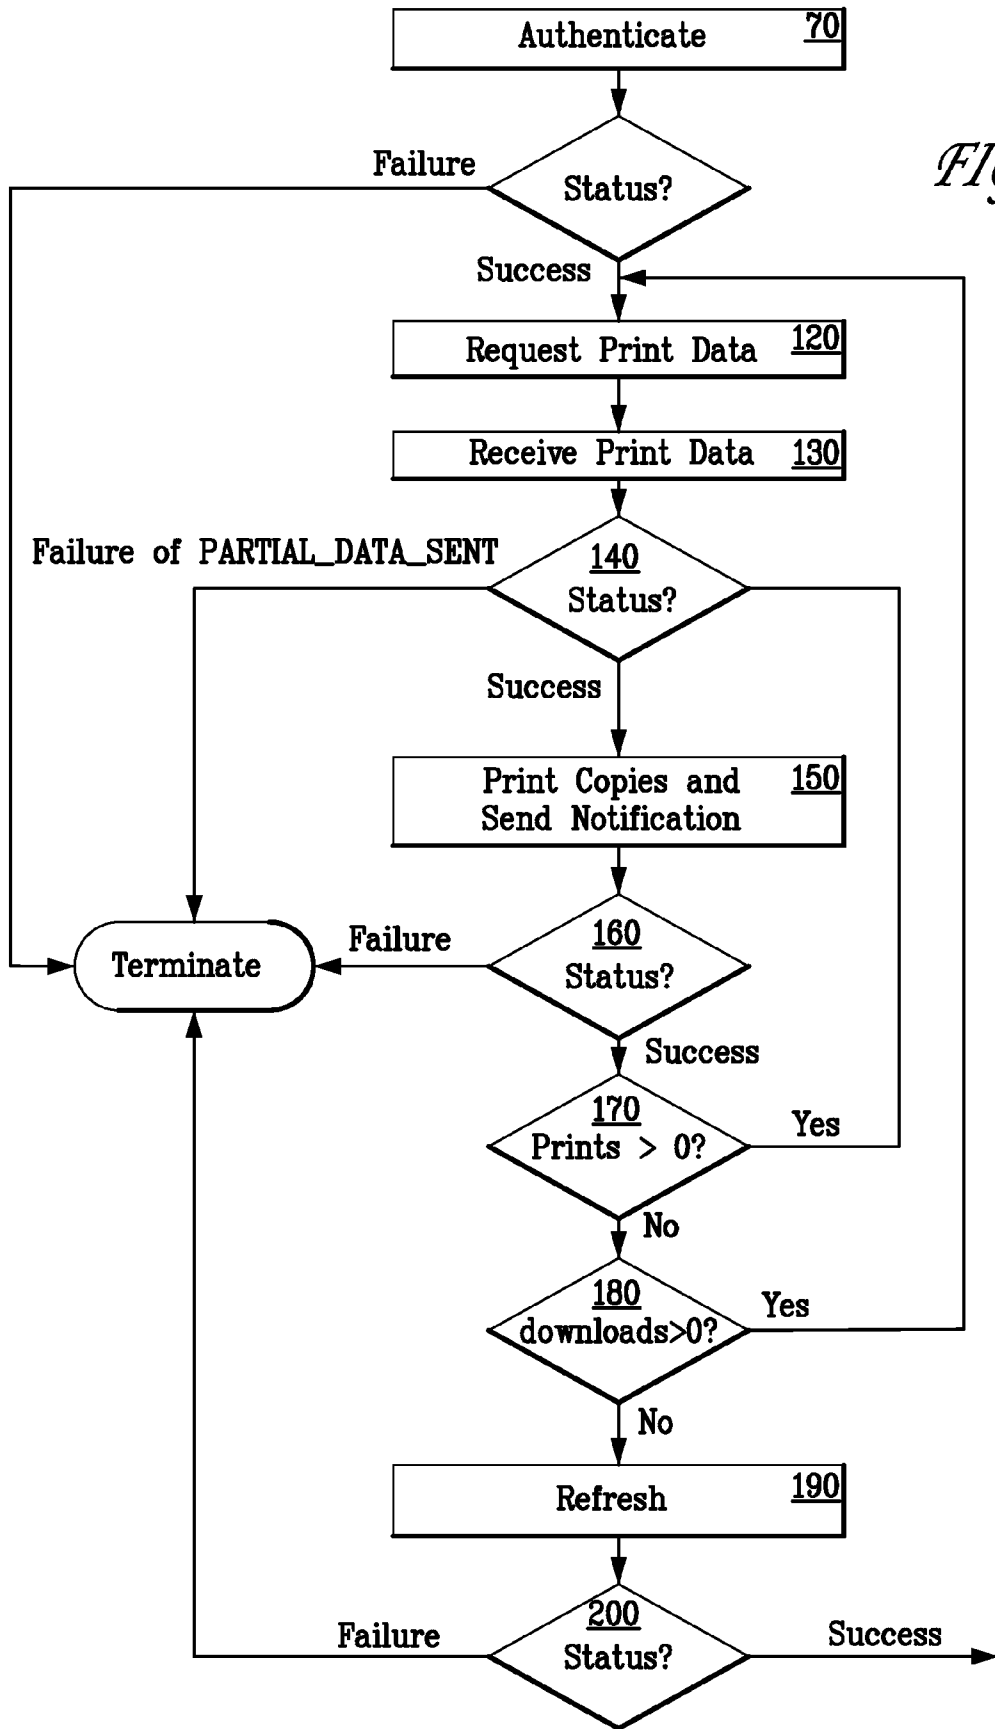 Authenticate 70
Failure
Status?
Success
Request Print Data 120
Receive Print Data 130
Failure of PARTIAL_DATA_SENT
140
Status?
Success
Print Copies and 150
Send Notification
Terminate
Failure
160
Status?
Success
170
Prints > 0?
Yes
No
180
downloads>0?
Yes
No
Refresh 190
200
Status?
Failure
Success